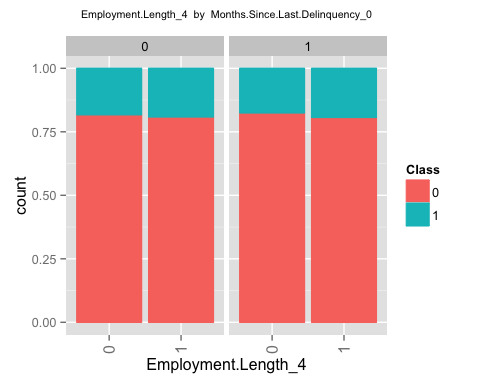 Employment.Length_4 by Months.Since.Last.Delinquency_0
0 1
1.00
0.75
0.50
0.25
0.00
count
0 1 0 1
Employment.Length_4
Class
0
1